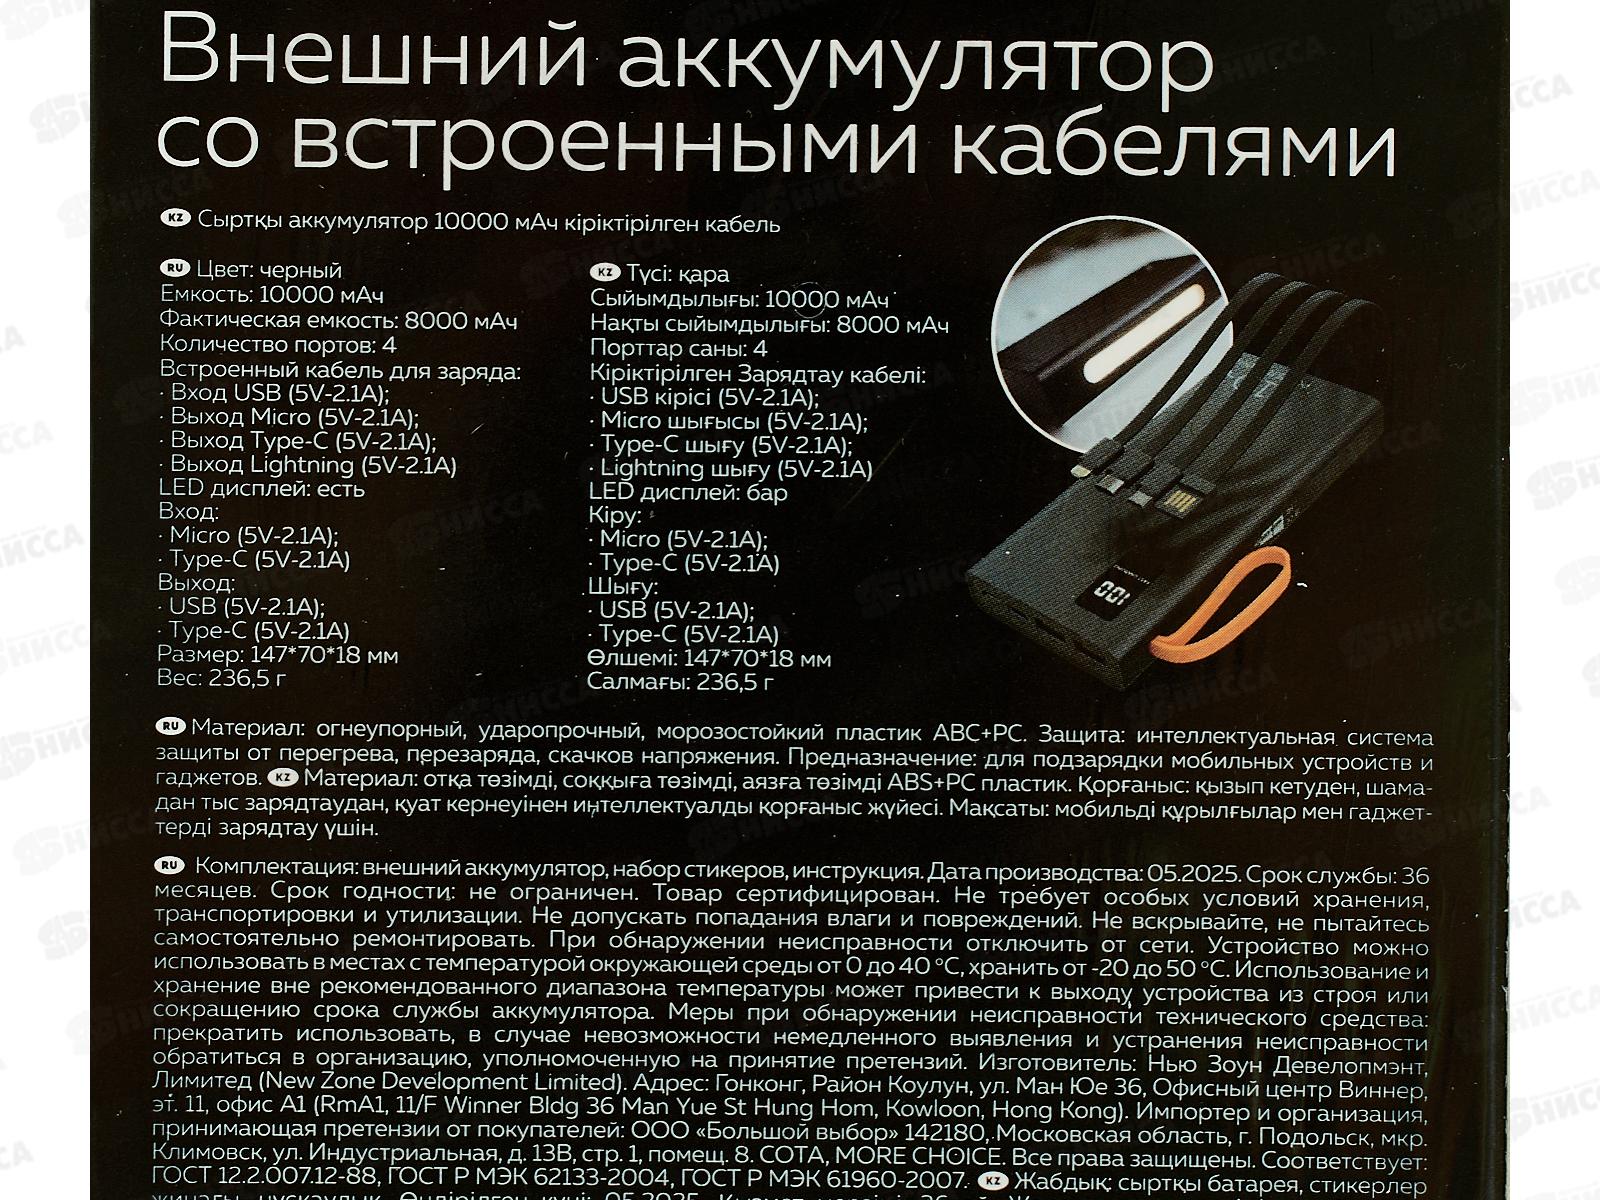 Внешний аккумулятор
со встроенными кабелями
KZ Сыртқы аккумулятор 10000 мАч кіріктірілген кабель
RU Цвет: черный
Емкость: 10000 мАч
Фактическая емкость: 8000 мАч
Количество портов: 4
Встроенный кабель для заряда:
· Вход USB (5V-2.1A);
· Выход Micro (5V-2.1A);
· Выход Type-C (5V-2.1A);
· Выход Lightning (5V-2.1A)
LED дисплей: есть
Вход:
· Micro (5V-2.1A);
· Type-C (5V-2.1A)
Выход:
· USB (5V-2.1A);
· Type-C (5V-2.1A)
Размер: 147*70*18 мм
Вес: 236,5 г
KZ Түсі: қара
Сыйымдылығы: 10000 мАч
Нақты сыйымдылығы: 8000 мАч
Порттар саны: 4
Кіріктірілген Зарядтау кабелі:
· USB кірісі (5V-2.1A);
· Micro шығысы (5V-2.1A);
· Type-C шығу (5V-2.1A);
· Lightning шығу (5V-2.1A)
LED дисплей: бар
Кіру:
· Micro (5V-2.1A);
· Type-C (5V-2.1A)
Шығу:
· USB (5V-2.1A);
· Type-C (5V-2.1A)
Өлшемі: 147*70*18 мм
Салмағы: 236,5 г
RU Материал: огнеупорный, ударопрочный, морозостойкий пластик ABC+PC. Защита: интеллектуальная система
защиты от перегрева, перезаряда, скачков напряжения. Предназначение: для подзарядки мобильных устройств и
гаджетов. KZ Материал: отқа төзімді, соққыға төзімді, аязға төзімді ABS+PC пластик. Қорғаныс: қызып кетуден, шама-
дан тыс зарядтаудан, қуат кернеуінен интеллектуалды қорғаныс жүйесі. Мақсаты: мобильді құрылғылар мен гаджет-
терді зарядтау үшін.
RU Комплектация: внешний аккумулятор, набор стикеров, инструкция. Дата производства: 05.2025. Срок службы: 36
месяцев. Срок годности: не ограничен. Товар сертифицирован. Не требует особых условий хранения,
транспортировки и утилизации. Не допускать попадания влаги и повреждений. Не вскрывайте, не пытайтесь
самостоятельно ремонтировать. При обнаружении неисправности отключить от сети. Устройство можно
использовать в местах с температурой окружающей среды от 0 до 40 °C, хранить от -20 до 50 °C. Использование и
хранение вне рекомендованного диапазона температуры может привести к выходу устройства из строя или
сокращению срока службы аккумулятора. Меры при обнаружении неисправности технического средства:
прекратить использовать, в случае невозможности немедленного выявления и устранения неисправности
обратиться в организацию, уполномоченную на принятие претензий. Изготовитель: Нью Зоун Девелопмэнт,
Лимитед (New Zone Development Limited). Адрес: Гонконг, Район Коулун, ул. Ман Юе 36, Офисный центр Виннер,
эт. 11, офис A1 (RmA1, 11/F Winner Bldg 36 Man Yue St Hung Hom, Kowloon, Hong Kong). Импортер и организация,
принимающая претензии от покупателей: ООО «Большой выбор» 142180, Московская область, г. Подольск, мкр.
Климовск, ул. Индустриальная, д. 13В, стр. 1, помещ. 8. COTA, MORE CHOICE. Все права защищены. Соответствует:
ГОСТ 12.2.007.12-88, ГОСТ Р МЭК 62133-2004, ГОСТ Р МЭК 61960-2007. KZ Жабдық: сыртқы батарея, стикерлер